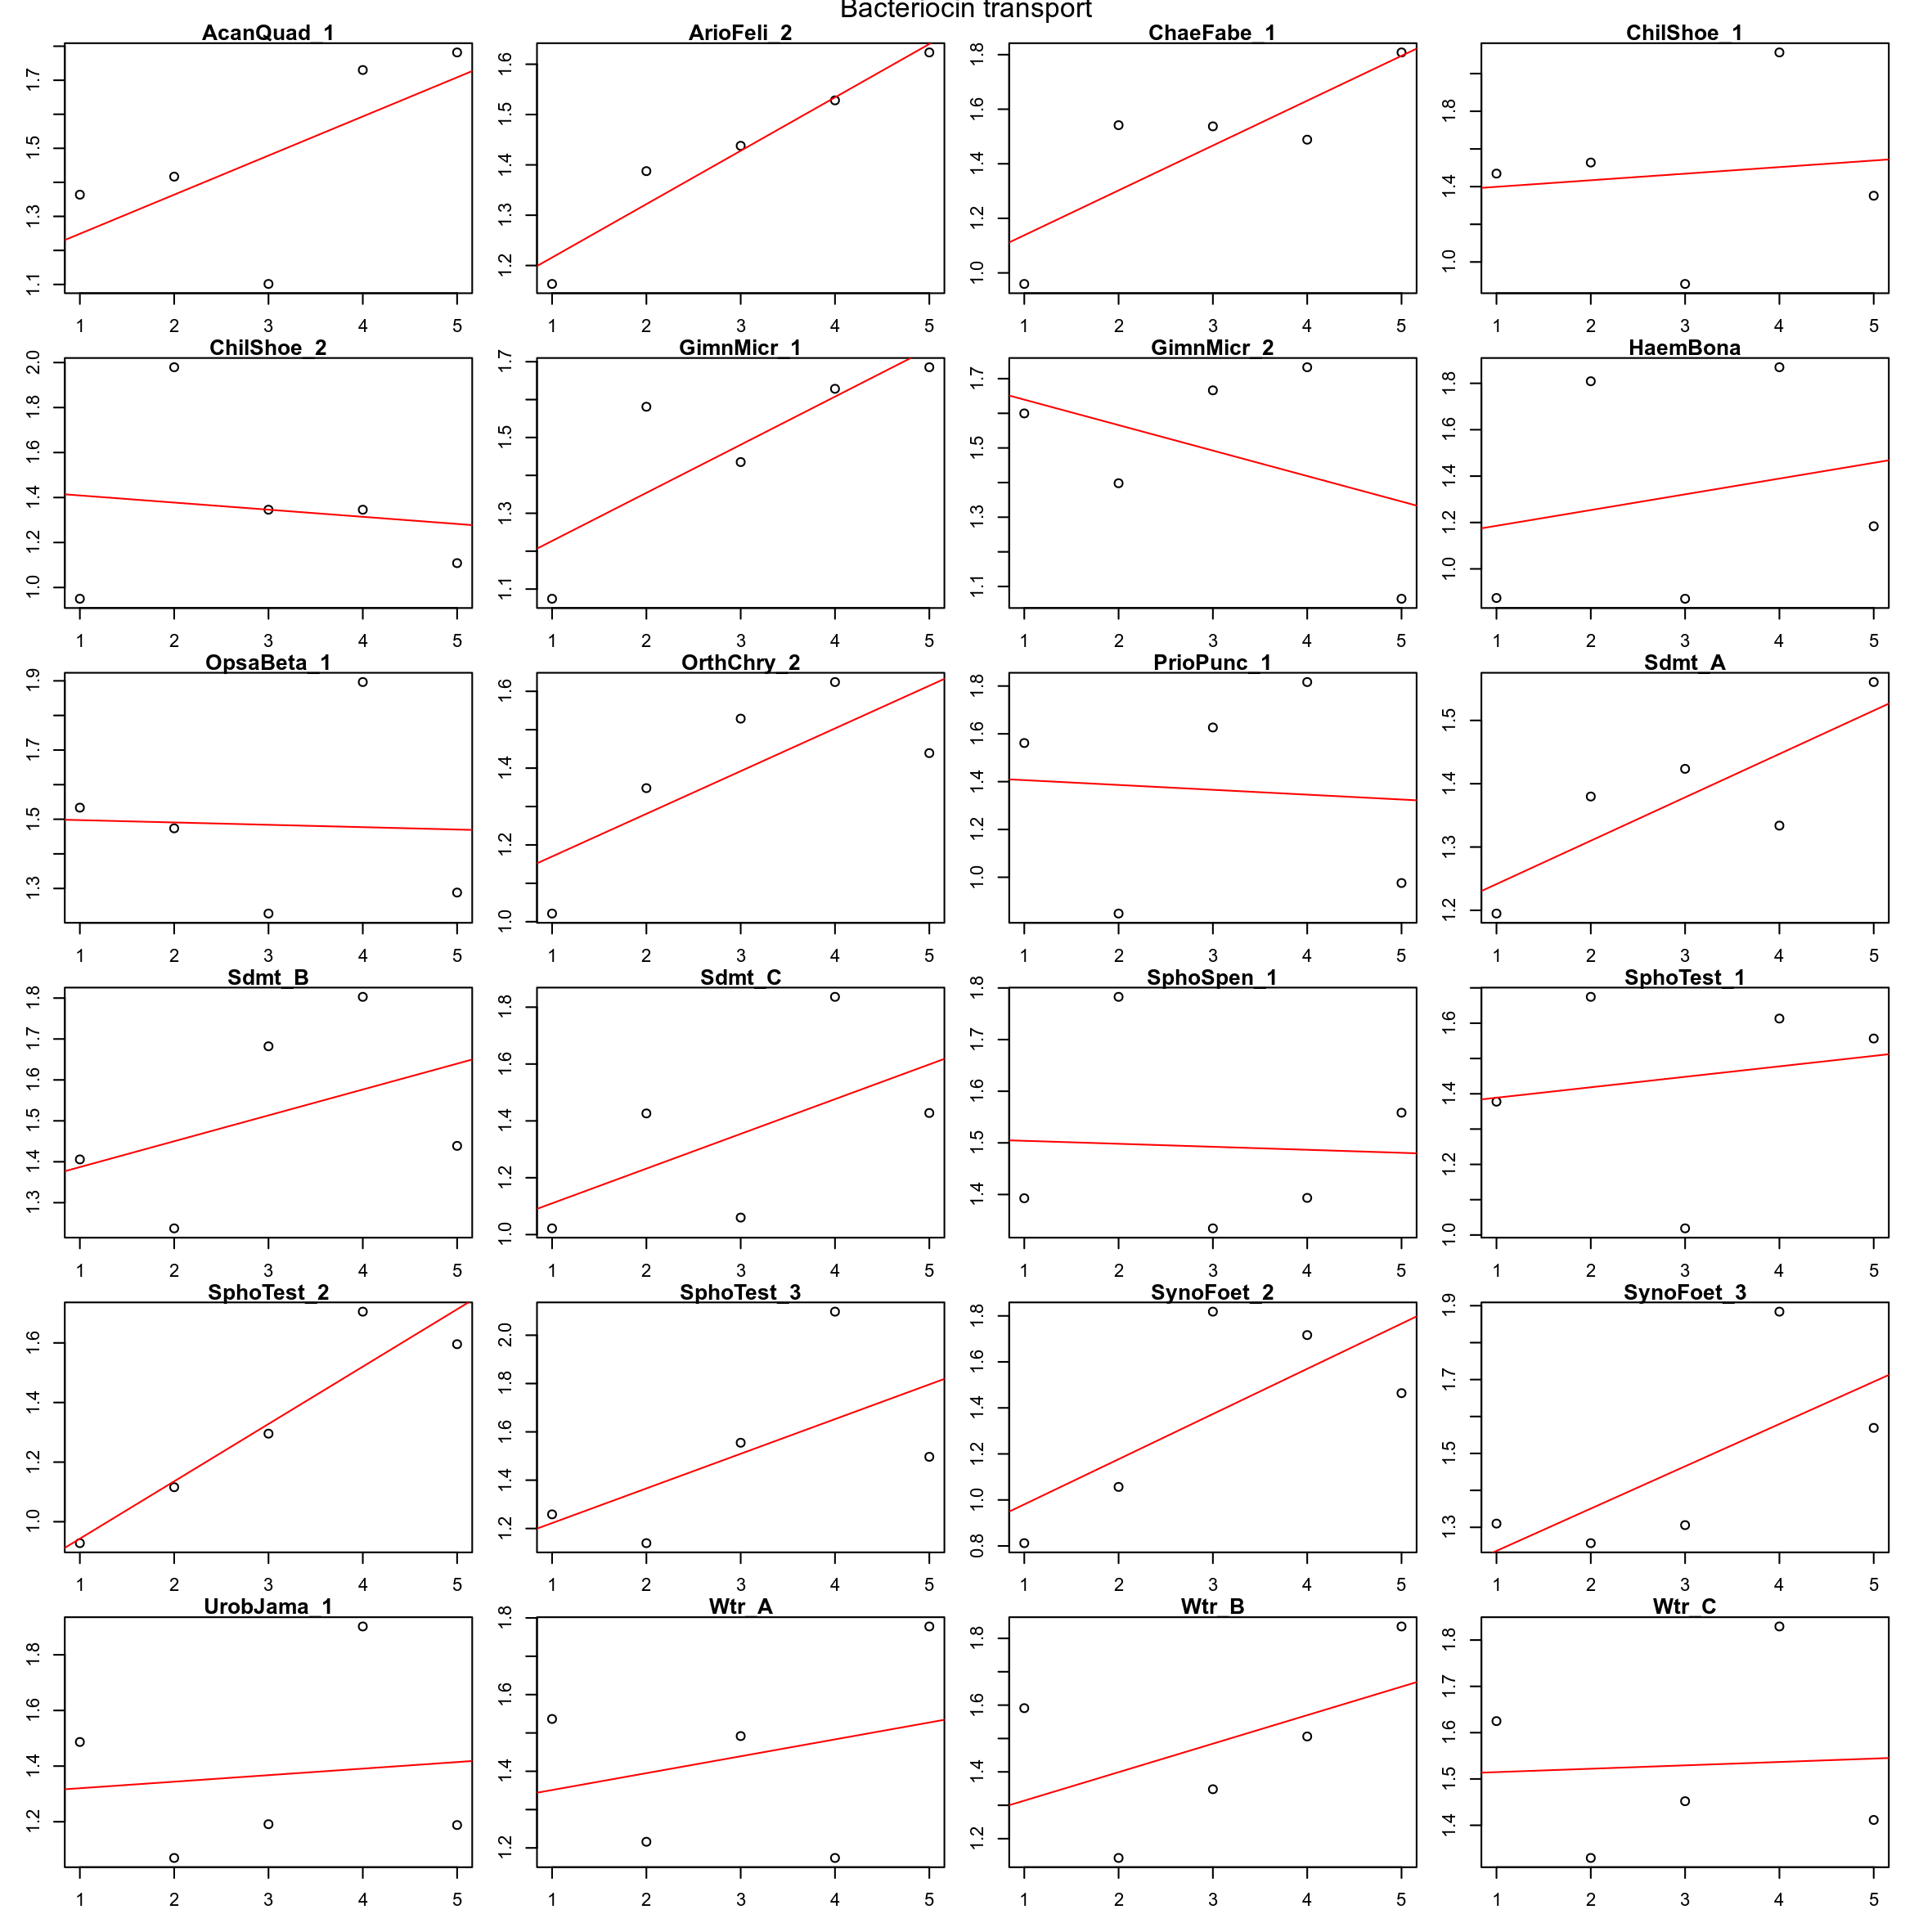 Bacteriocin transport
AcanQuad_1 ArioFeli_2 ChaeFabe_1 ChilShoe_1
1.1 1.3 1.5 1.7
1.2 1.3 1.4 1.5 1.6
1.0 1.2 1.4 1.6 1.8
1.0 1.4 1.8
1 2 3 4 5 1 2 3 4 5 1 2 3 4 5 1 2 3 4 5
ChilShoe_2 GimnMicr_1 GimnMicr_2 HaemBona
1.0 1.2 1.4 1.6 1.8 2.0
1.1 1.3 1.5 1.7
1.1 1.3 1.5 1.7
1.0 1.2 1.4 1.6 1.8
1 2 3 4 5 1 2 3 4 5 1 2 3 4 5 1 2 3 4 5
OpsaBeta_1 OrthChry_2 PrioPunc_1 Sdmt_A
1.3 1.5 1.7 1.9
1.0 1.2 1.4 1.6
1.0 1.2 1.4 1.6 1.8
1.2 1.3 1.4 1.5
1 2 3 4 5 1 2 3 4 5 1 2 3 4 5 1 2 3 4 5
Sdmt_B Sdmt_C SphoSpen_1 SphoTest_1
1.3 1.4 1.5 1.6 1.7 1.8
1.0 1.2 1.4 1.6 1.8
1.4 1.5 1.6 1.7 1.8
1.0 1.2 1.4 1.6
1 2 3 4 5 1 2 3 4 5 1 2 3 4 5 1 2 3 4 5
SphoTest_2 SphoTest_3 SynoFoet_2 SynoFoet_3
1.0 1.2 1.4 1.6
1.2 1.4 1.6 1.8 2.0
0.8 1.0 1.2 1.4 1.6 1.8
1.3 1.5 1.7 1.9
1 2 3 4 5 1 2 3 4 5 1 2 3 4 5 1 2 3 4 5
UrobJama_1 Wtr_A Wtr_B Wtr_C
1.2 1.4 1.6 1.8
1.2 1.4 1.6 1.8
1.2 1.4 1.6 1.8
1.4 1.5 1.6 1.7 1.8
1 2 3 4 5 1 2 3 4 5 1 2 3 4 5 1 2 3 4 5